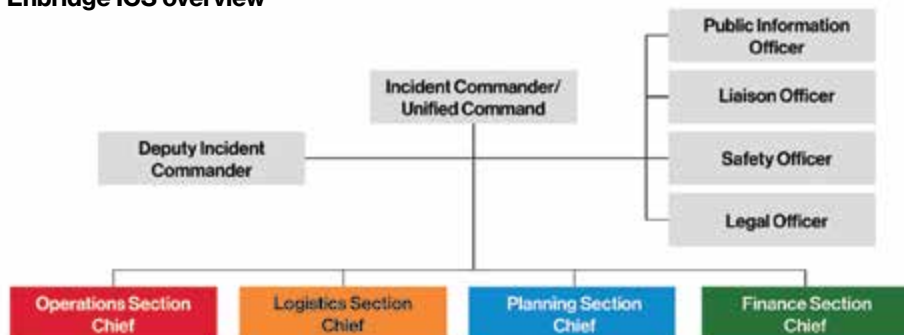 Enbridge ICS overview
Public Information
Officer
Incident Commander/
Unified Command
Liaison Officer
Deputy Incident
Commander
Safety Officer
Legal Officer
Operations Section
Chief
Logistics Section
Chief
Planning Section
Chief
Finance Section
Chief